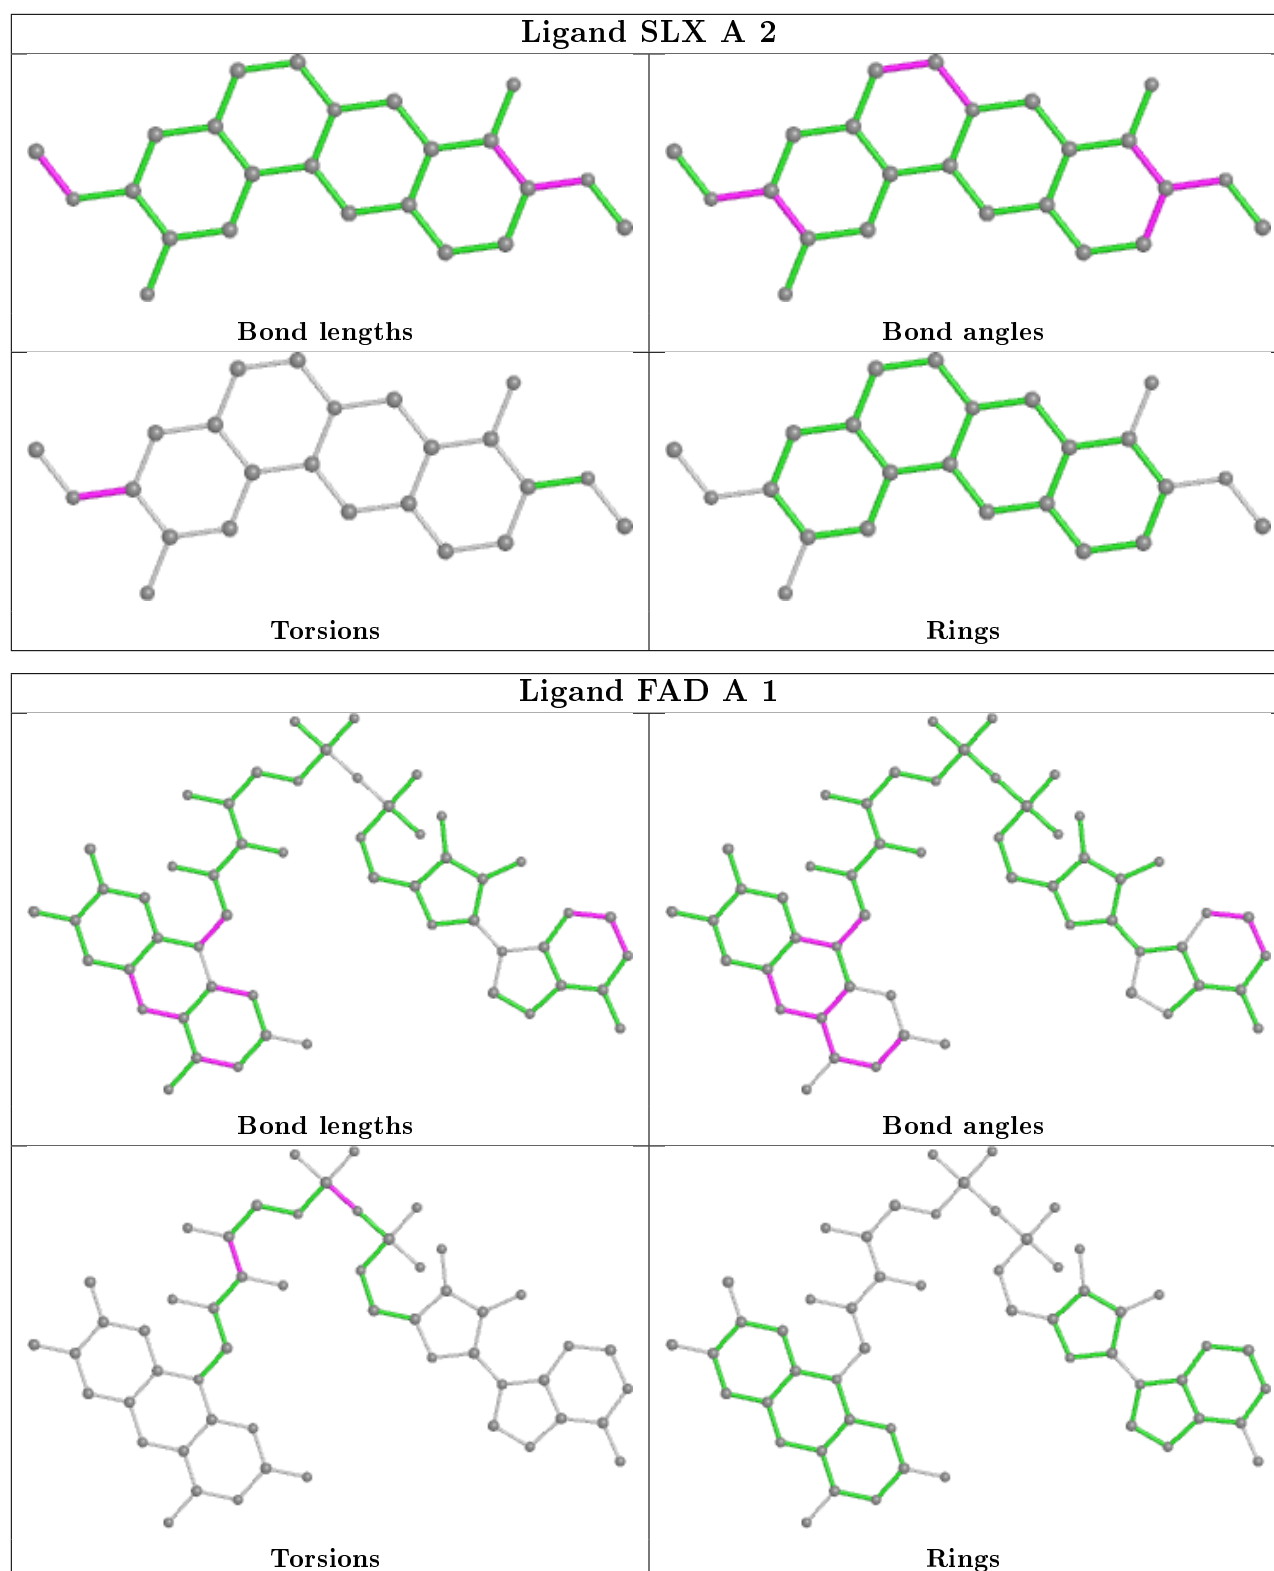 Ligand SLX A 2
Bond lengths
Bond angles
Torsions
Rings
Ligand FAD A 1
Bond lengths
Bond angles
Torsions
Rings